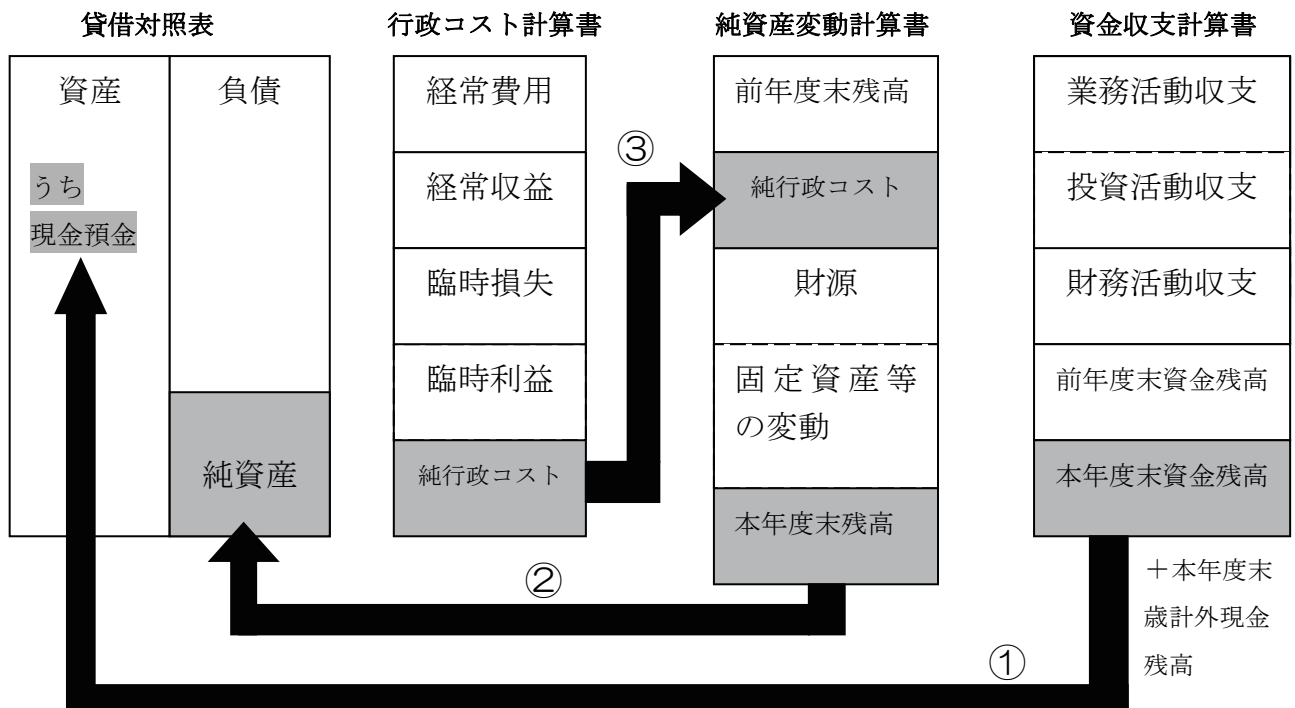 貸借対照表
資産
負債
うち
現金預金
純資産
行政コスト計算書
経常費用
経常収益
臨時損失
臨時利益
純行政コスト
③
純資産変動計算書
前年度末残高
純行政コスト
財源
固定資産等
の変動
本年度末残高
②
資金収支計算書
業務活動収支
投資活動収支
財務活動収支
前年度末資金残高
本年度末資金残高
＋本年度末
歳計外現金
残高
①